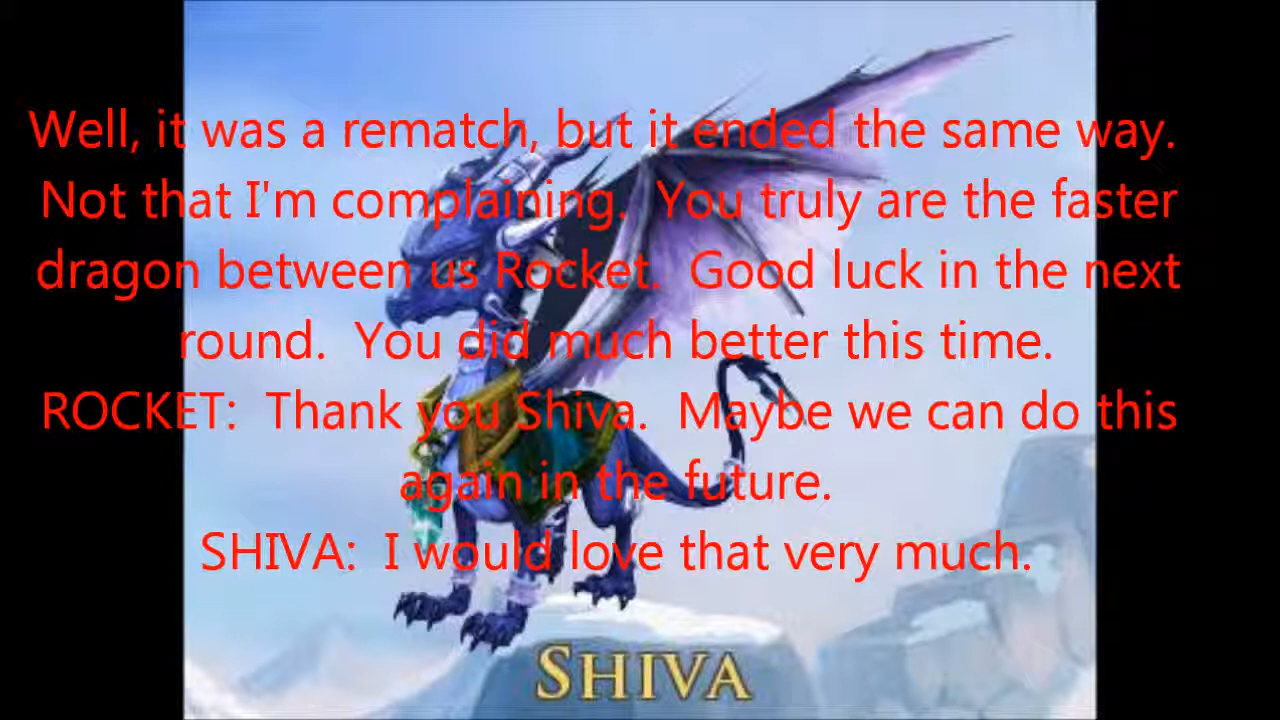 Well, it was a rematch, but it ended the same way.
Not that I'm complaining.  You truly are the faster
dragon between us Rocket.  Good luck in the next
round.  You did much better this time.
ROCKET:  Thank you Shiva.  Maybe we can do this
again in the future.
SHIVA:  I would love that very much.
SHIVA